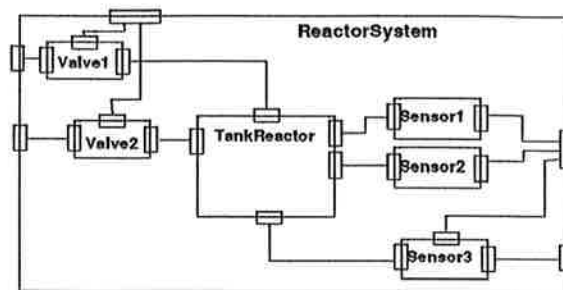 ReactorSystem
Valve1
Valve2
TankReactor
Sensor1
Sensor2
Sensor3